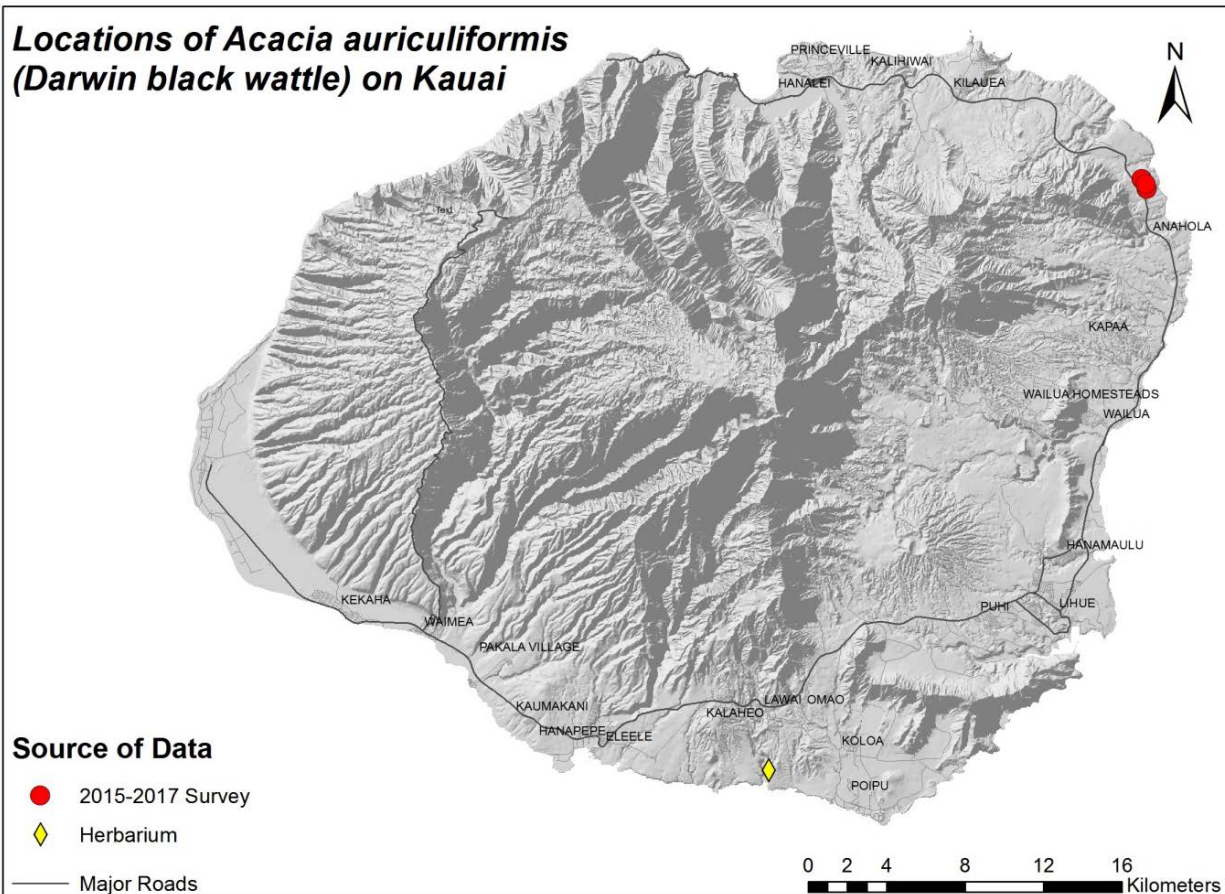 Locations of Acacia auriculiformis
(Darwin black wattle) on Kauai
N
PRINCEVILLE
KALIHIWAI
HANALEI
KILAUEA
Text
ANAHOLA
KAPAA
WAILUA HOMESTEADS
WAILUA
HANAMAULU
KEKAHA
WAIMEA
PUHI
LIHUE
PAKALA VILLAGE
KAUMAKANI
LAWAI OMAO
KALAHEO
HANAPEPE
ELEELE
KOLOA
POIPU
Source of Data
2015-2017 Survey
Herbarium
Major Roads
0 2 4 8 12 16
Kilometers